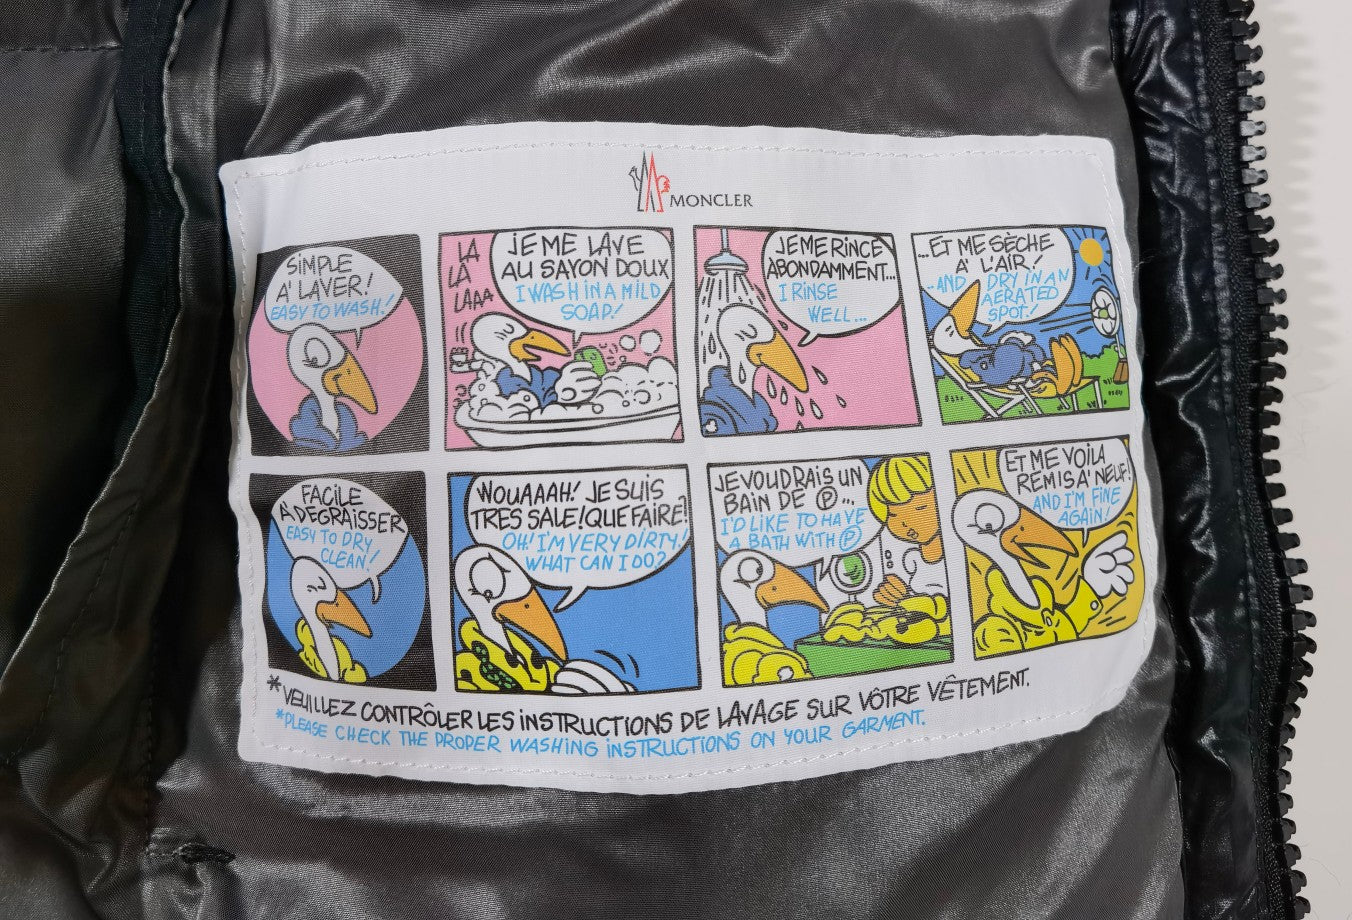 MONCLER
SIMPLE
A' LAVER!
EASY TO WASH!
LA
LA
LAAA
JE ME LAVE
AU SAVON DOUX
I WASH IN A MILD
SOAP!
JE ME RINCE
ABONDAMMENT...
I RINSE
WELL...
...ET ME SÈCHE
A' L'AIR!
...AND DRY IN AN
AERATED
SPOT!
FACILE
A DEGRAISSER
EASY TO DRY
CLEAN!
WOUAAAH! JE SUIS
TRES SALE! QUE FAIRE?
OH! I'M VERY DIRTY!
WHAT CAN I DO?
JE VOUDRAIS UN
BAIN DE Ⓟ...
I'D LIKE TO HAVE
A BATH WITH Ⓟ
ET ME VOILA
REMIS A' NEUF!
AND I'M FINE
AGAIN!
*VEUILLEZ CONTRÔLER LES INSTRUCTIONS DE LAVAGE SUR VÔTRE VÊTEMENT.
*PLEASE CHECK THE PROPER WASHING INSTRUCTIONS ON YOUR GARMENT.